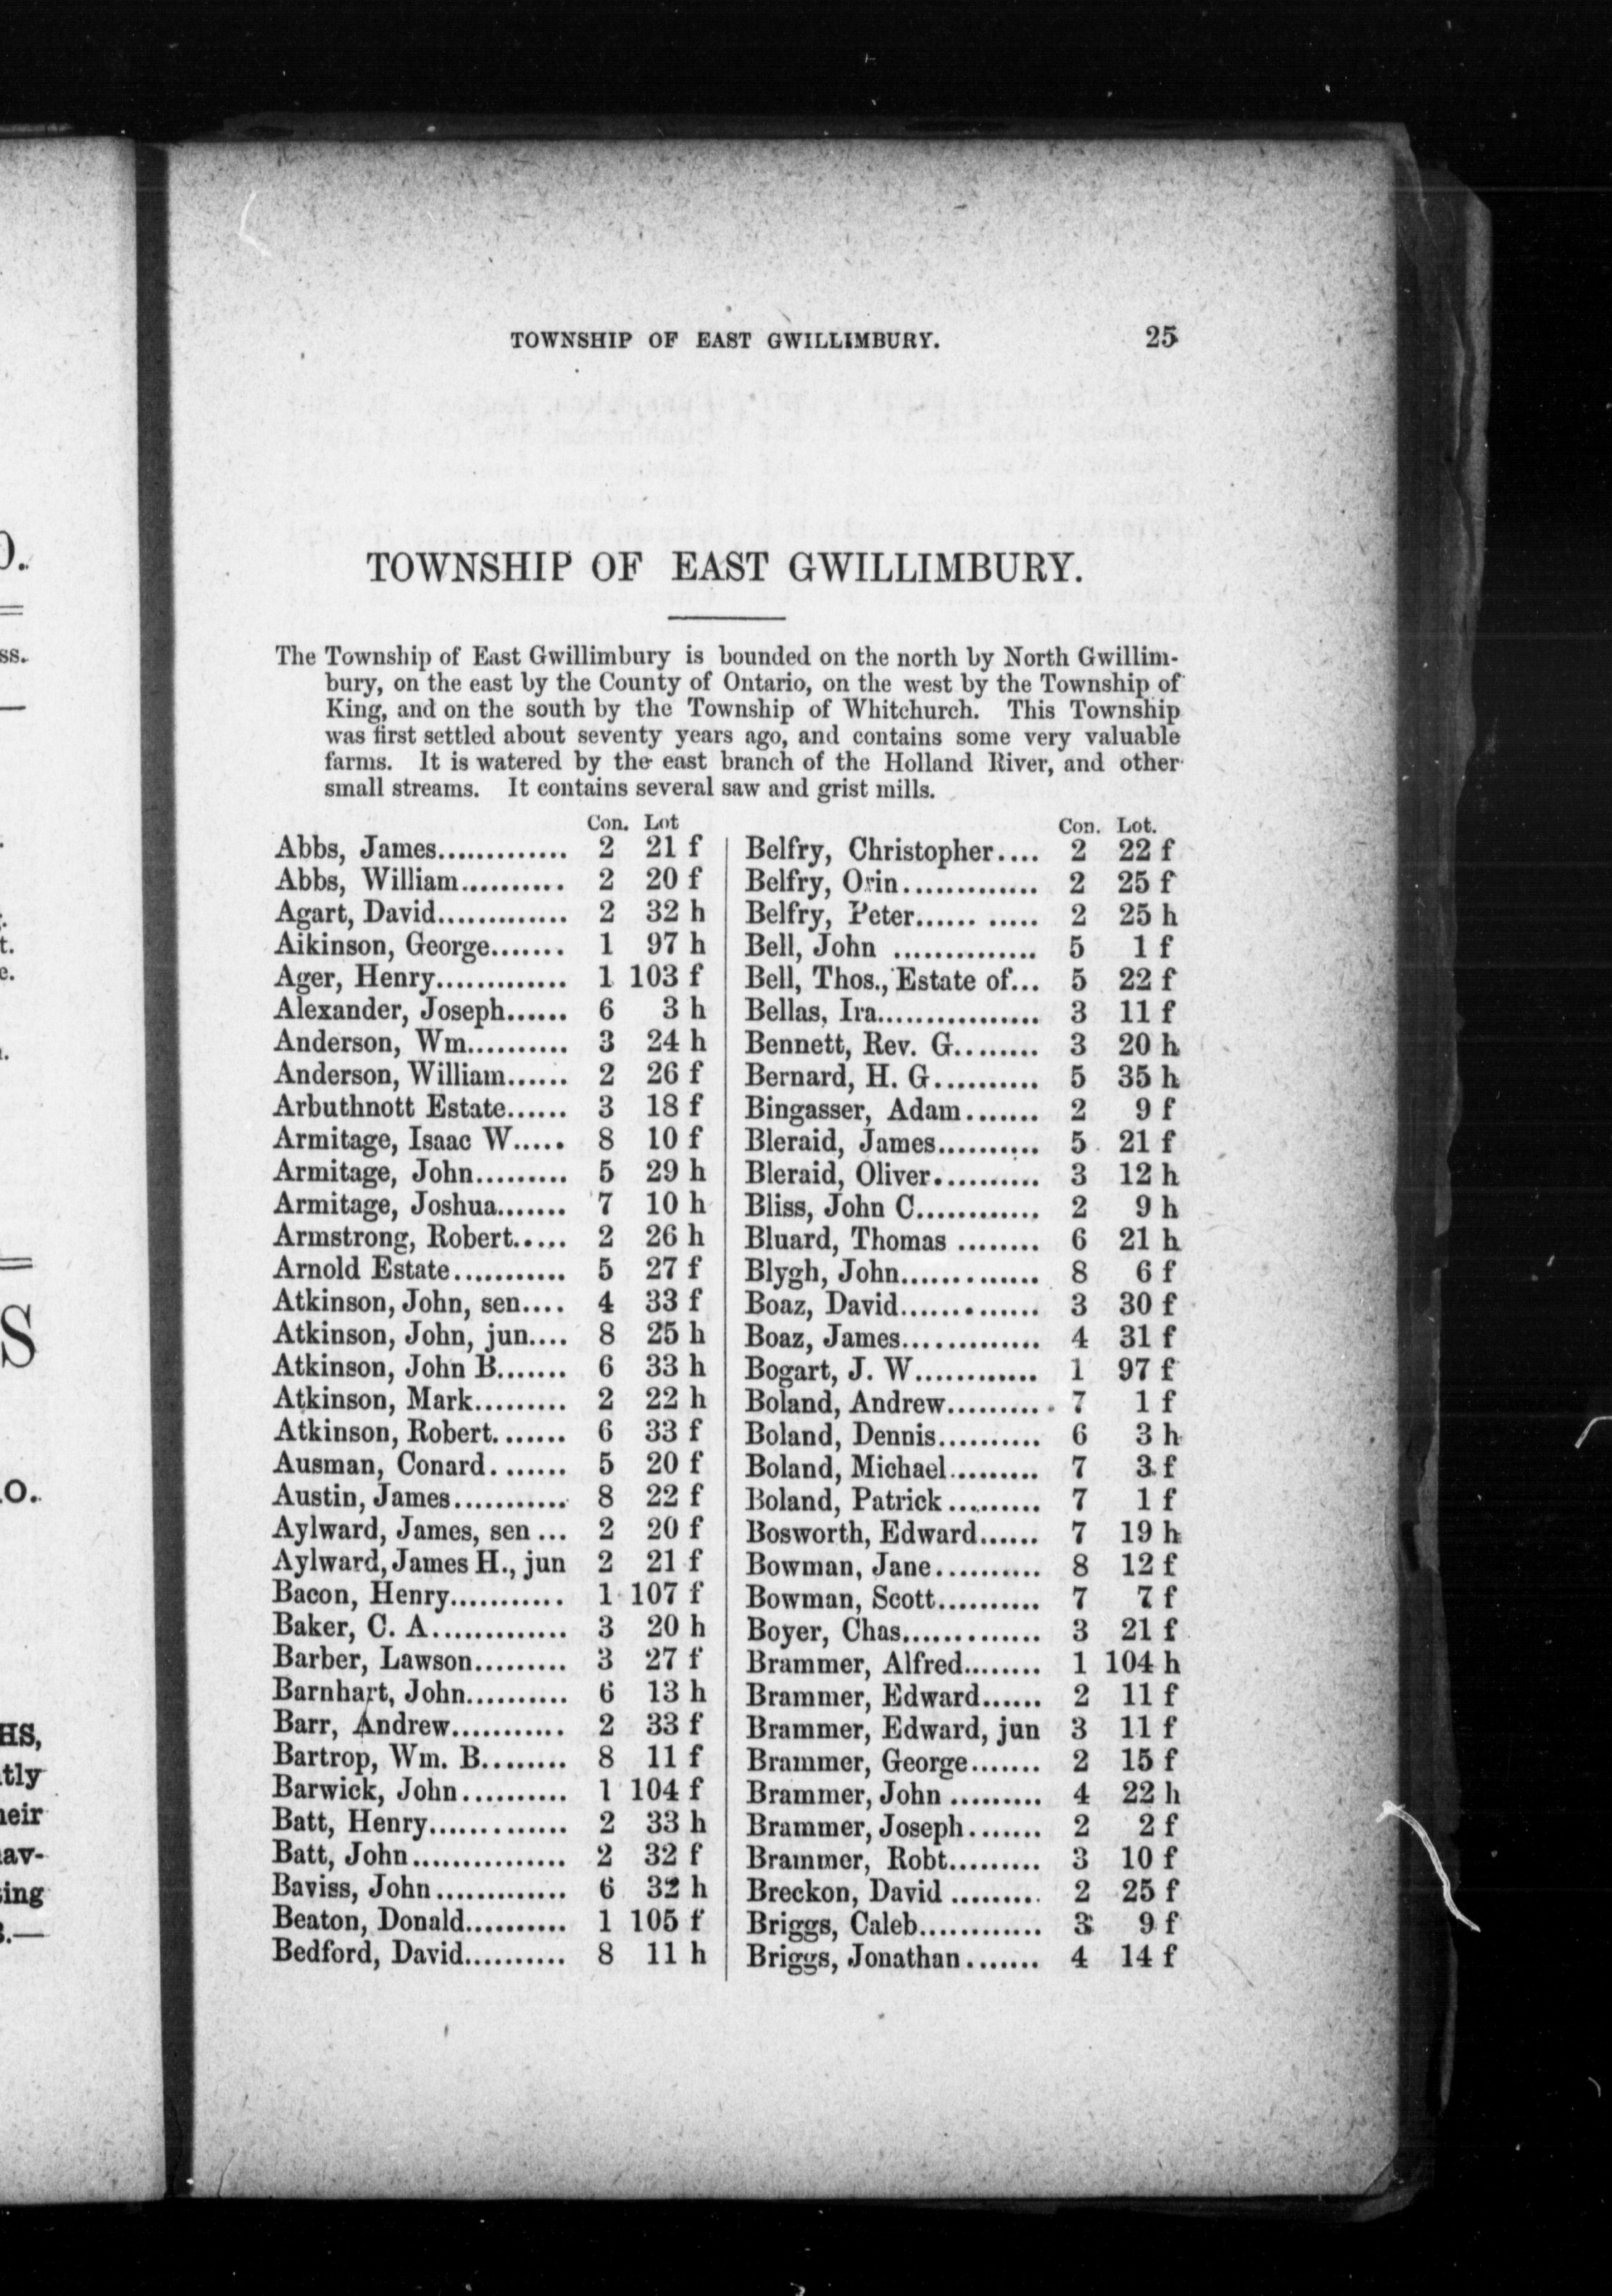 TOWNSHIP OF EAST GWILLIMBURY. 25
TOWNSHIP OF EAST GWILLIMBURY.
The Township of East Gwillimbury is bounded on the north by North Gwillim-
bury, on the east by the County of Ontario, on the west by the Township of
King, and on the south by the Township of Whitchurch. This Township
was first settled about seventy years ago, and contains some very valuable
farms. It is watered by the east branch of the Holland River, and other
small streams. It contains several saw and grist mills.
Con. Lot
Abbs, James............. 2 21 f
Abbs, William.......... 2 20 f
Agart, David............. 2 32 h
Aikinson, George....... 1 97 h
Ager, Henry............. 1 103 f
Alexander, Joseph...... 6 3 h
Anderson, Wm.......... 3 24 h
Anderson, William...... 2 26 f
Arbuthnott Estate...... 3 18 f
Armitage, Isaac W..... 8 10 f
Armitage, John......... 5 29 h
Armitage, Joshua....... 7 10 h
Armstrong, Robert..... 2 26 h
Arnold Estate........... 5 27 f
Atkinson, John, sen.... 4 33 f
Atkinson, John, jun.... 8 25 h
Atkinson, John B....... 6 33 h
Atkinson, Mark......... 2 22 h
Atkinson, Robert....... 6 33 f
Ausman, Conard....... 5 20 f
Austin, James........... 8 22 f
Aylward, James, sen... 2 20 f
Aylward, James H., jun 2 21 f
Bacon, Henry........... 1 107 f
Baker, C. A............. 3 20 h
Barber, Lawson......... 3 27 f
Barnhart, John.......... 6 13 h
Barr, Andrew........... 2 33 f
Bartrop, Wm. B........ 8 11 f
Barwick, John.......... 1 104 f
Batt, Henry............. 2 33 h
Batt, John............... 2 32 f
Baviss, John............. 6 32 h
Beaton, Donald.......... 1 105 f
Bedford, David.......... 8 11 h
Con. Lot.
Belfry, Christopher.... 2 22 f
Belfry, Orin............. 2 25 f
Belfry, Peter...... ..... 2 25 h
Bell, John .............. 5 1 f
Bell, Thos., Estate of... 5 22 f
Bellas, Ira................ 3 11 f
Bennett, Rev. G........ 3 20 h
Bernard, H. G.......... 5 35 h
Bingasser, Adam....... 2 9 f
Bleraid, James.......... 5 21 f
Bleraid, Oliver.......... 3 12 h
Bliss, John C............ 2 9 h
Bluard, Thomas ........ 6 21 h
Blygh, John............. 8 6 f
Boaz, David............. 3 30 f
Boaz, James............. 4 31 f
Bogart, J. W............ 1 97 f
Boland, Andrew.......... 7 1 f
Boland, Dennis.......... 6 3 h
Boland, Michael......... 7 3 f
Boland, Patrick......... 7 1 f
Bosworth, Edward...... 7 19 h
Bowman, Jane.......... 8 12 f
Bowman, Scott.......... 7 7 f
Boyer, Chas............. 3 21 f
Brammer, Alfred........ 1 104 h
Brammer, Edward...... 2 11 f
Brammer, Edward, jun 3 11 f
Brammer, George....... 2 15 f
Brammer, John ......... 4 22 h
Brammer, Joseph....... 2 2 f
Brammer, Robt......... 3 10 f
Breckon, David ......... 2 25 f
Briggs, Caleb............ 3 9 f
Briggs, Jonathan....... 4 14 f